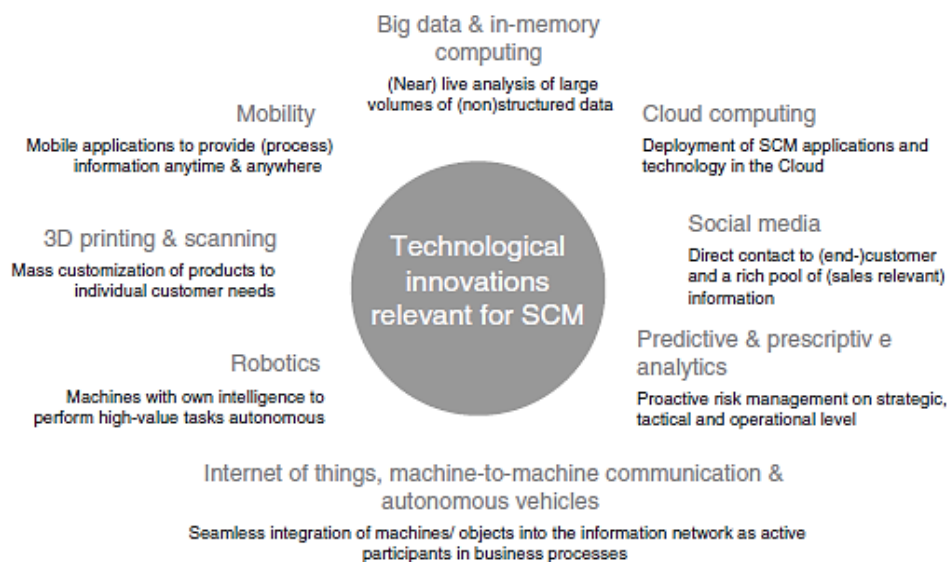 Big data & in-memory
computing
(Near) live analysis of large
volumes of (non)structured data
Mobility
Mobile applications to provide (process)
information anytime & anywhere
Cloud computing
Deployment of SCM applications and
technology in the Cloud
3D printing & scanning
Mass customization of products to
individual customer needs
Technological
innovations
relevant for SCM
Social media
Direct contact to (end-)customer
and a rich pool of (sales relevant)
information
Robotics
Machines with own intelligence to
perform high-value tasks autonomous
Predictive & prescriptiv e
analytics
Proactive risk management on strategic,
tactical and operational level
Internet of things, machine-to-machine communication &
autonomous vehicles
Seamless integration of machines/ objects into the information network as active
participants in business processes